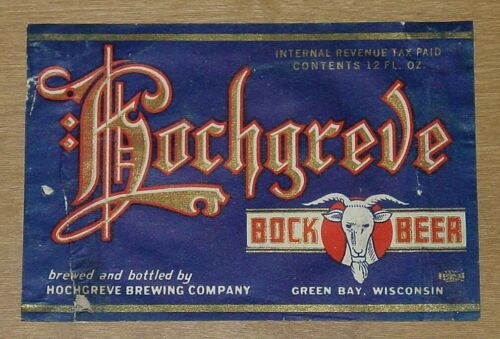 INTERNAL REVENUE TAX PAID
CONTENTS 12 FL. OZ.
Hochgreve
BOCK BEER
brewed and bottled by
HOCHGREVE BREWING COMPANY
GREEN BAY, WISCONSIN